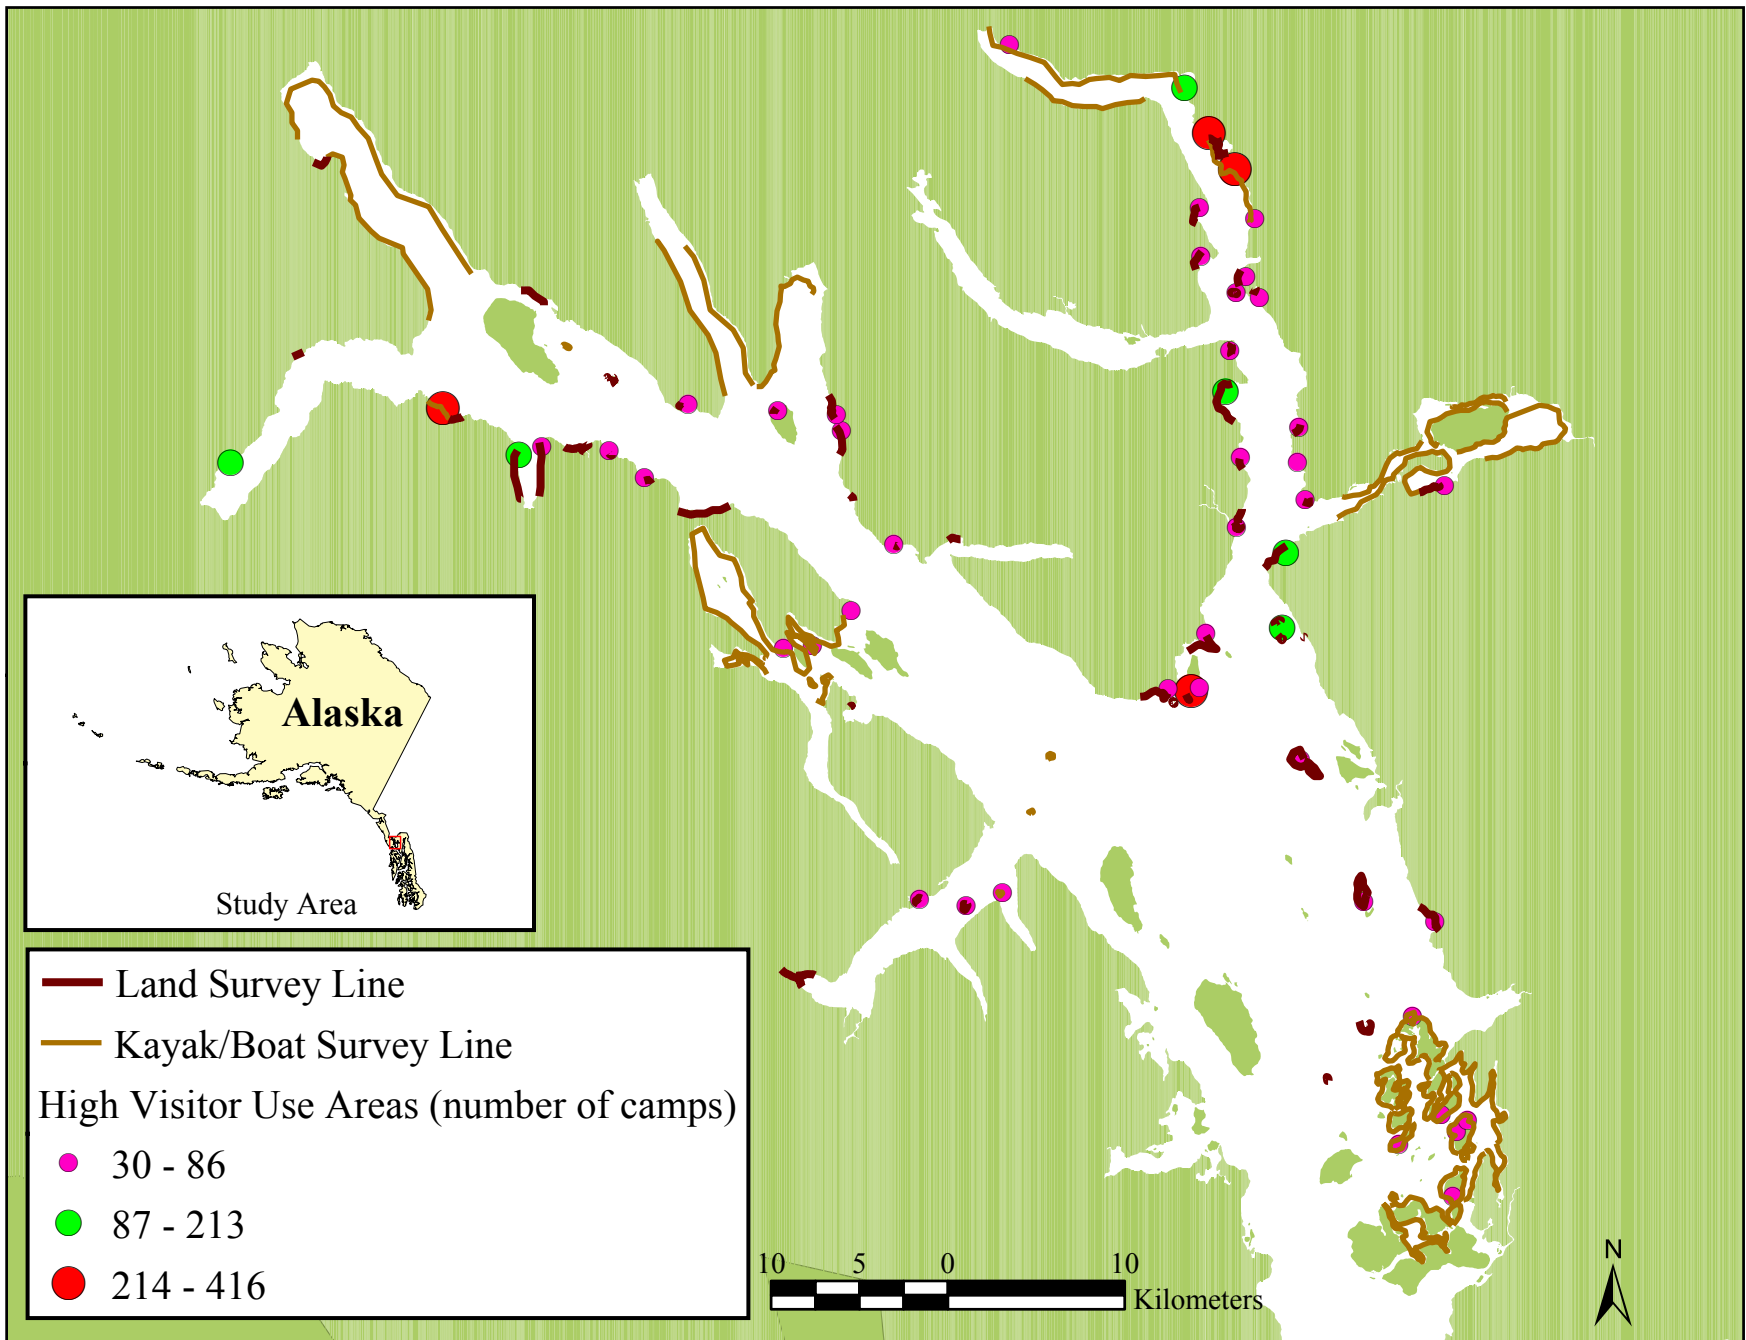 Alaska
Study Area
Land Survey Line
Kayak/Boat Survey Line
High Visitor Use Areas (number of camps)
30 - 86
87 - 213
214 - 416
10 5 0 10
Kilometers
N